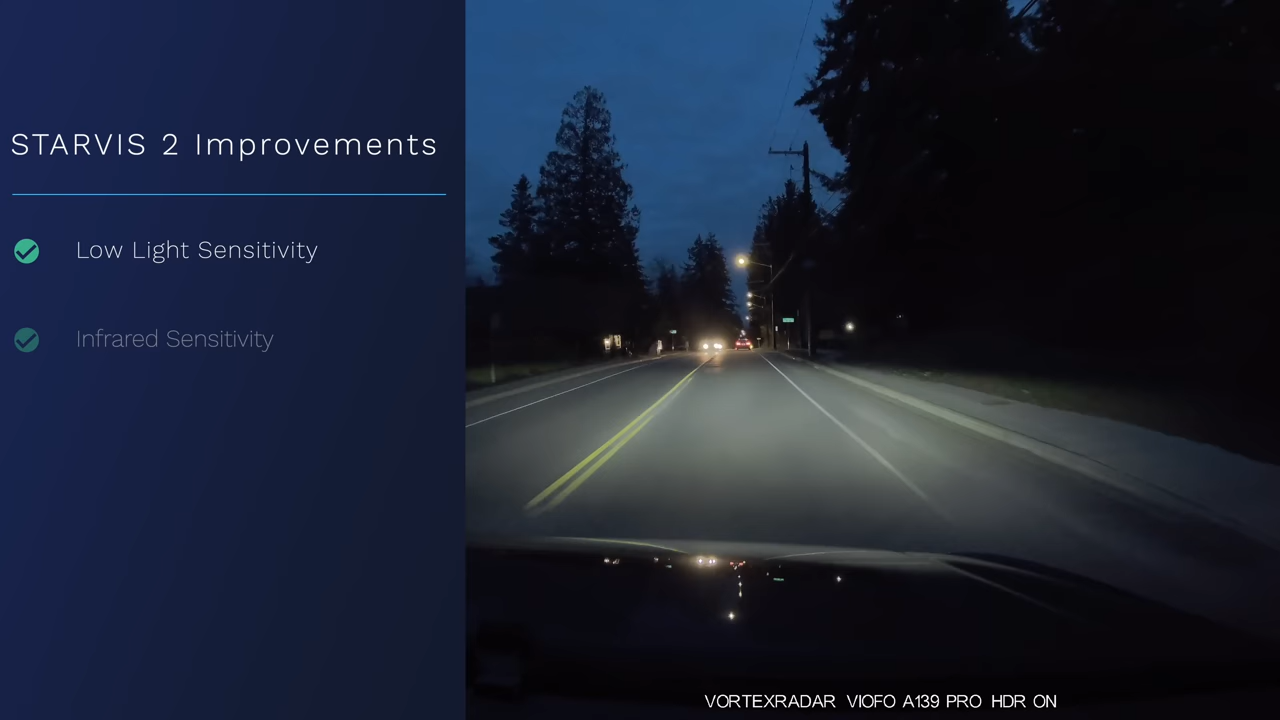 STARVIS 2 Improvements
Low Light Sensitivity
Infrared Sensitivity
VORTEXRADAR VIOFO A139 PRO HDR ON